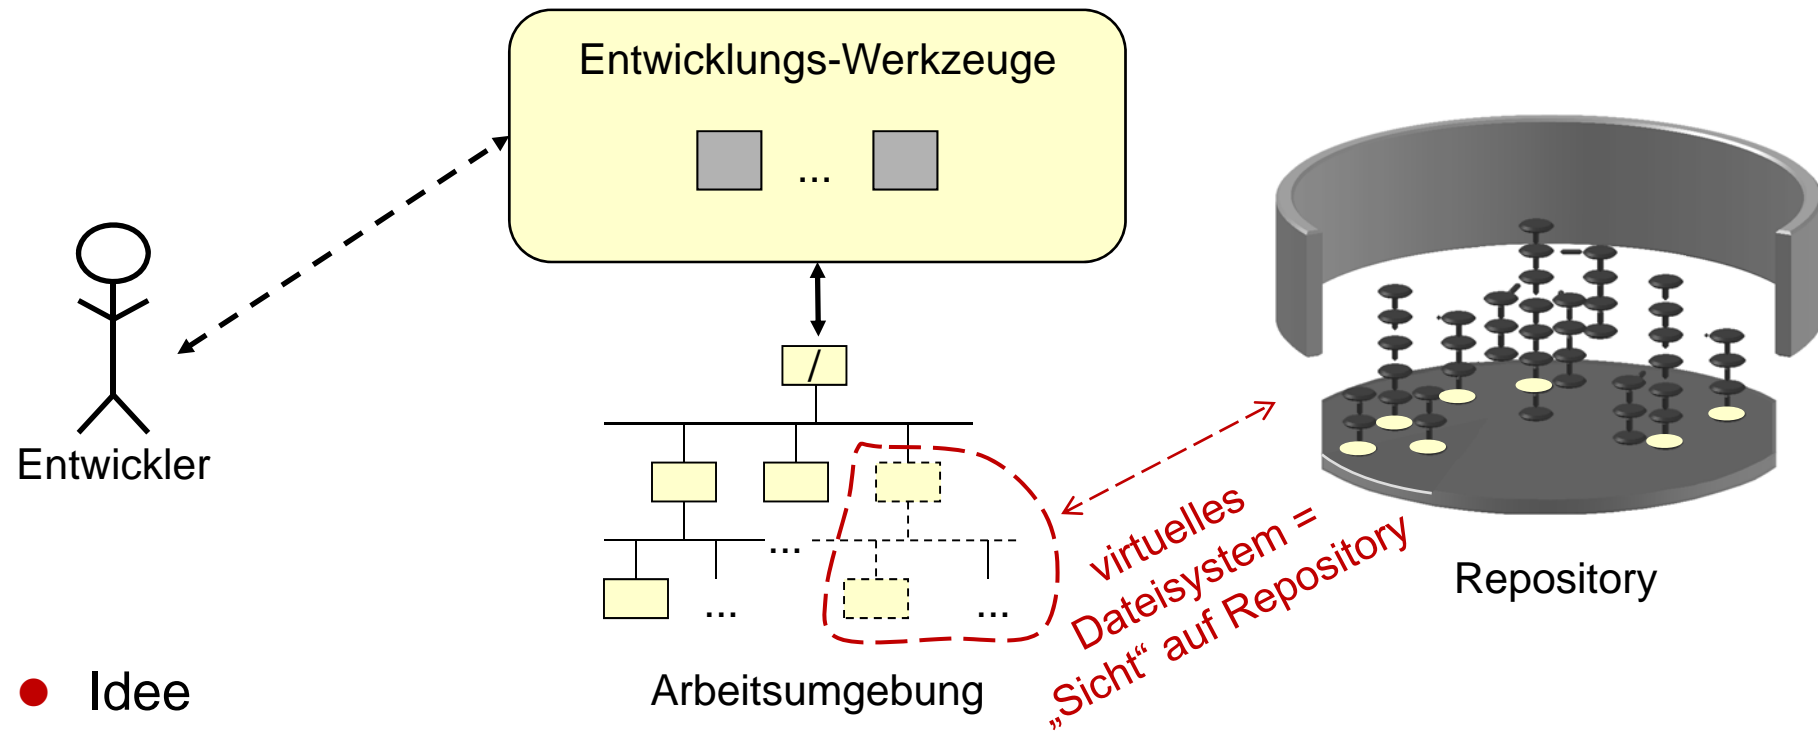 Entwicklungs-Werkzeuge
...
/
Entwickler
...
...
...
virtuelles
Dateisystem =
„Sicht“ auf Repository
Repository
Arbeitsumgebung
● Idee